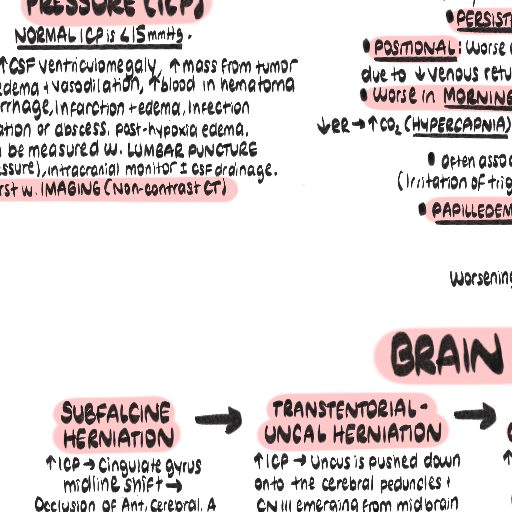 PRESSURE (ICP)
NORMAL ICP is <15 mmHg.
↑CSF ventriculomegaly, ↑mass from tumor
edema + vasodilation, ↑blood in hematoma
rrhage, infarction + edema, infection
ation or abscess, post-hypoxia edema,
be measured w. LUMBAR PUNCTURE
ssure), intracranial monitor ± CSF drainage.
rst w. IMAGING (Non-contrast CT)
• PERSIST
• POSITIONAL: Worse
due to ↓ venous retu
• Worse in MORNING
↓RR → ↑CO₂ (HYPERCAPNIA)
• often assoc
(Irritation of trig
• PAPILLEDEM
Worsening
BRAIN
SUBFALCINE
HERNIATION
→
TRANSTENTORIAL-
UNCAL HERNIATION
→
↑ICP → Cingulate gyrus
midline shift →
Occlusion of Ant. Cerebral. A
↑ICP → Uncus is pushed down
onto the cerebral peduncles +
CN III emerging from midbrain